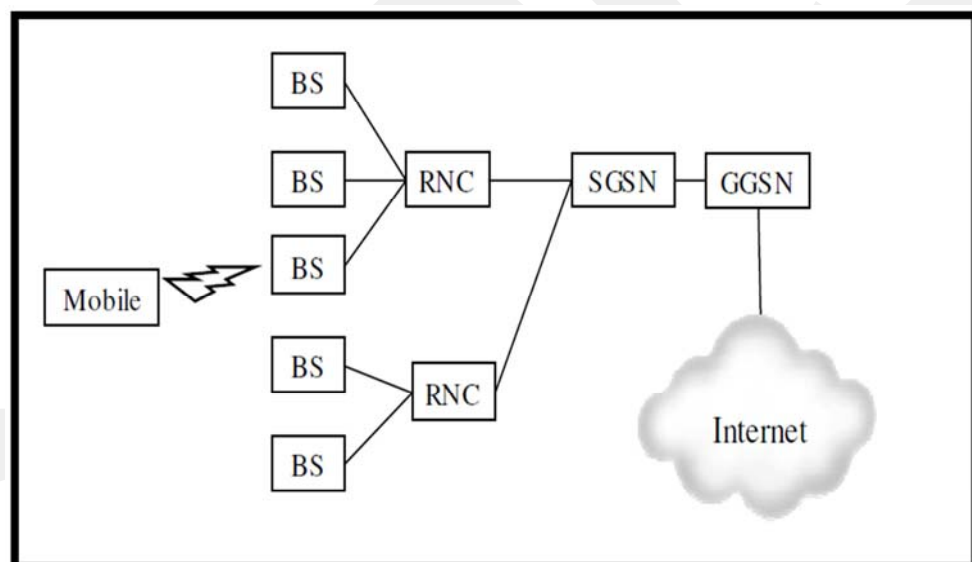 BS
BS
RNC
SGSN
GGSN
BS
Mobile
BS
RNC
BS
Internet